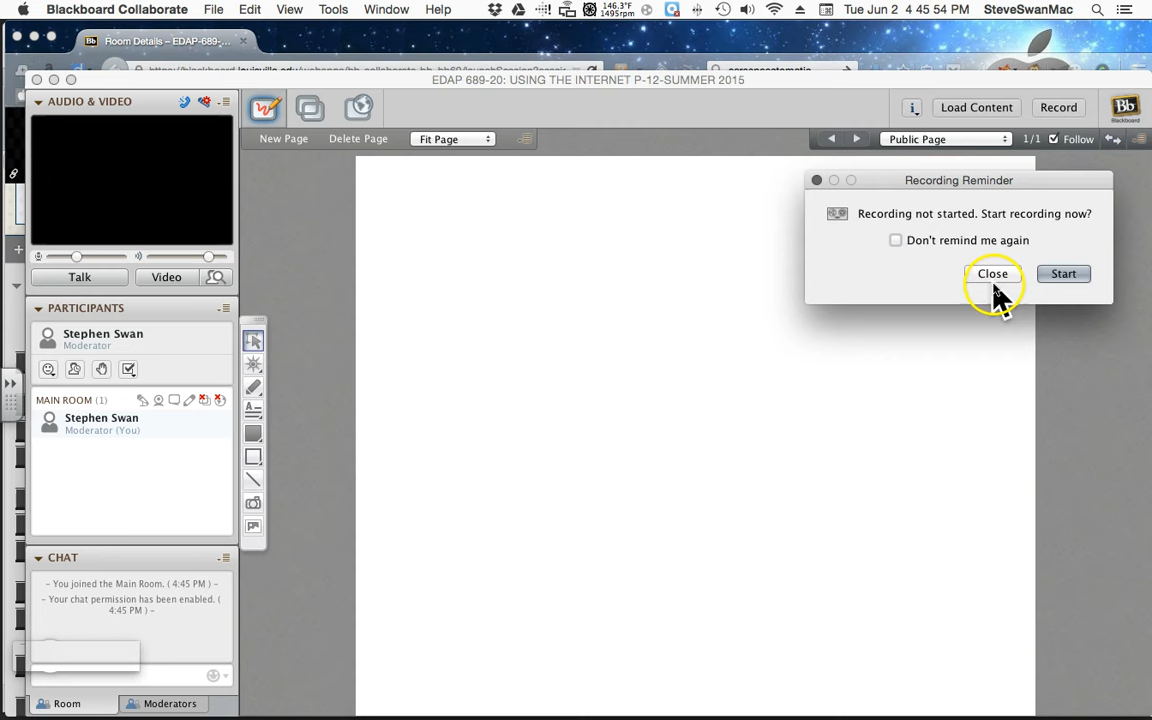 Blackboard Collaborate File Edit View Tools Window Help 146.3°F 1495rpm Tue Jun 2 4 45 54 PM SteveSwanMac
Bb Room Details – EDAP-689-...
EDAP 689-20: USING THE INTERNET P-12-SUMMER 2015
AUDIO & VIDEO
i Load Content Record Bb Blackboard
New Page Delete Page Fit Page Public Page 1/1 Follow
Recording Reminder
Recording not started. Start recording now?
Don't remind me again
Close Start
Talk Video
PARTICIPANTS
Stephen Swan
Moderator
MAIN ROOM (1)
Stephen Swan
Moderator (You)
CHAT
– You joined the Main Room. ( 4:45 PM ) –
– Your chat permission has been enabled. (
4:45 PM ) –
Room Moderators